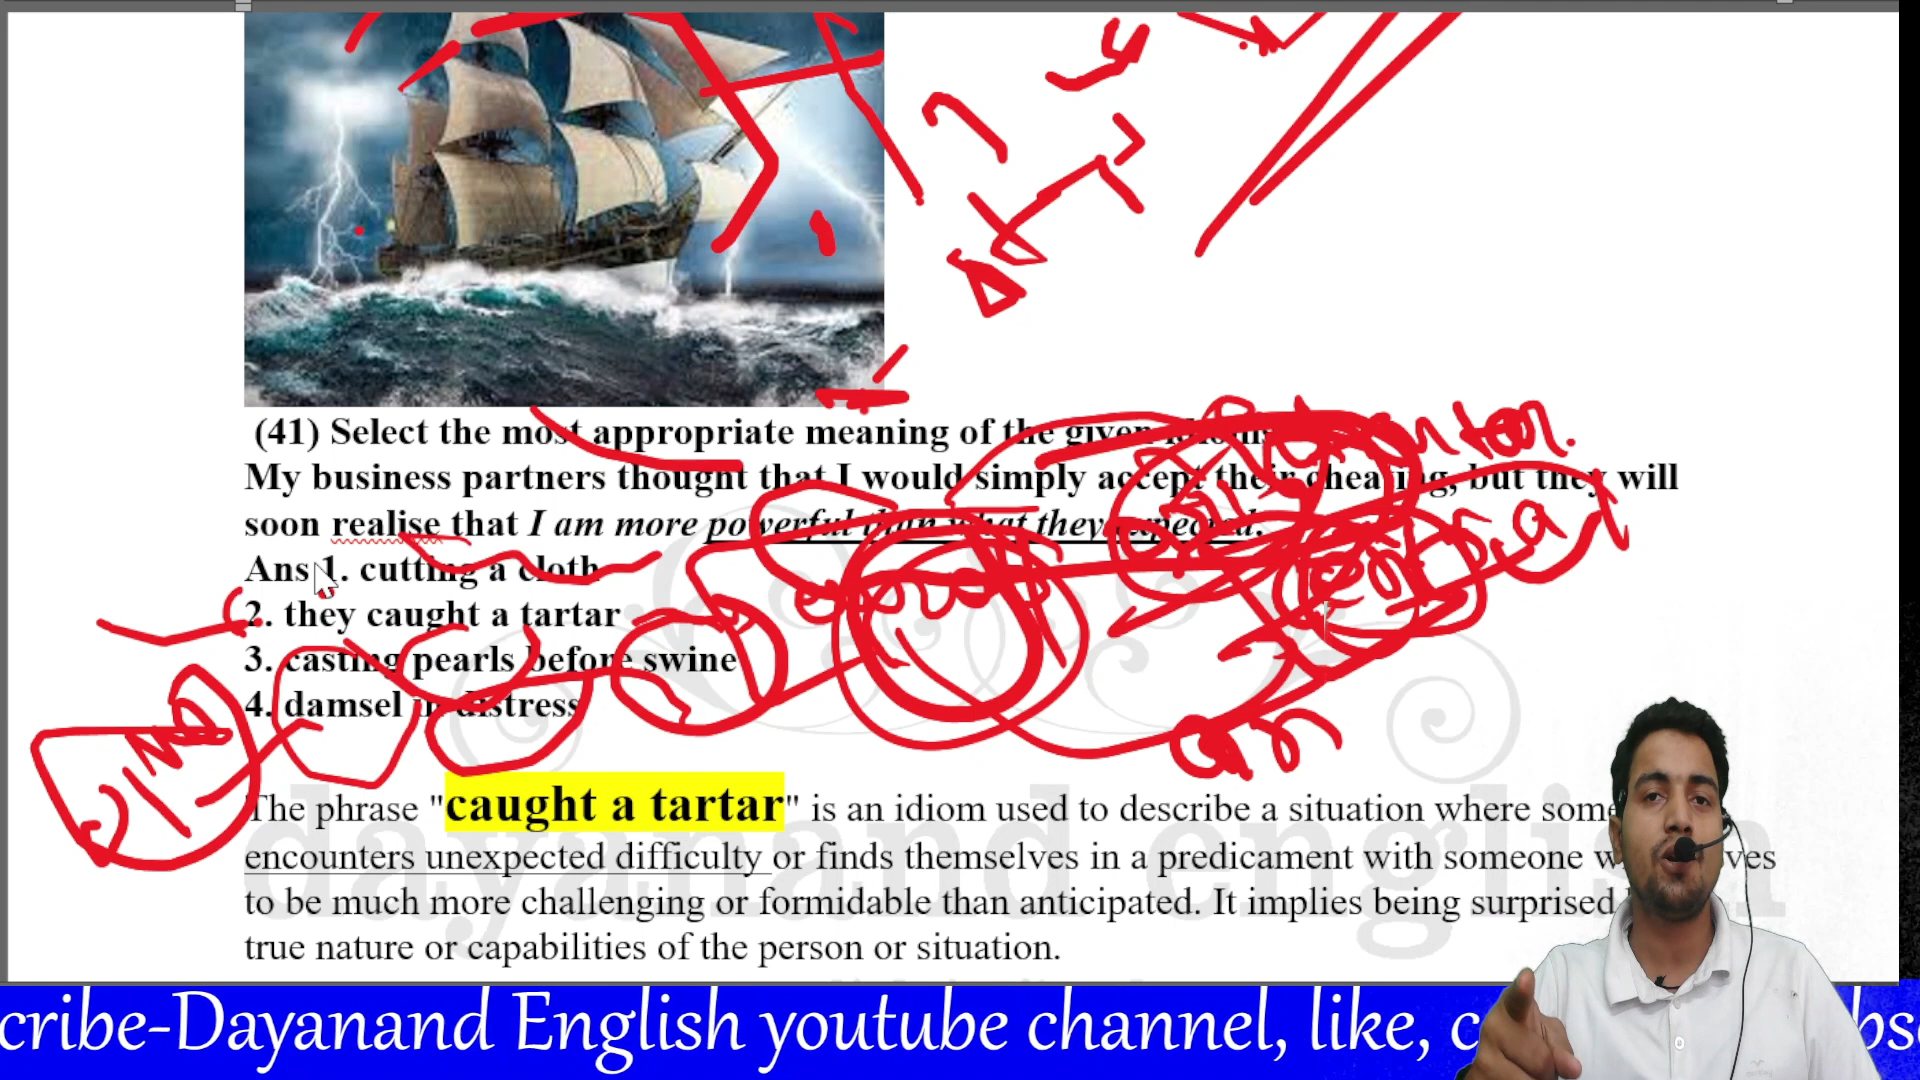 (41) Select the most appropriate meaning of the given idioms
My business partners thought that I would simply accept their cheating, but they will
soon realise that I am more powerful than what they expected.
Ans 1. cutting a cloth
2. they caught a tartar
3. casting pearls before swine
4. damsel in distress
The phrase "caught a tartar" is an idiom used to describe a situation where some
encounters unexpected difficulty or finds themselves in a predicament with someone
to be much more challenging or formidable than anticipated. It implies being surprised
true nature or capabilities of the person or situation.
dayanand english
cribe-Dayanand English youtube channel, like, c